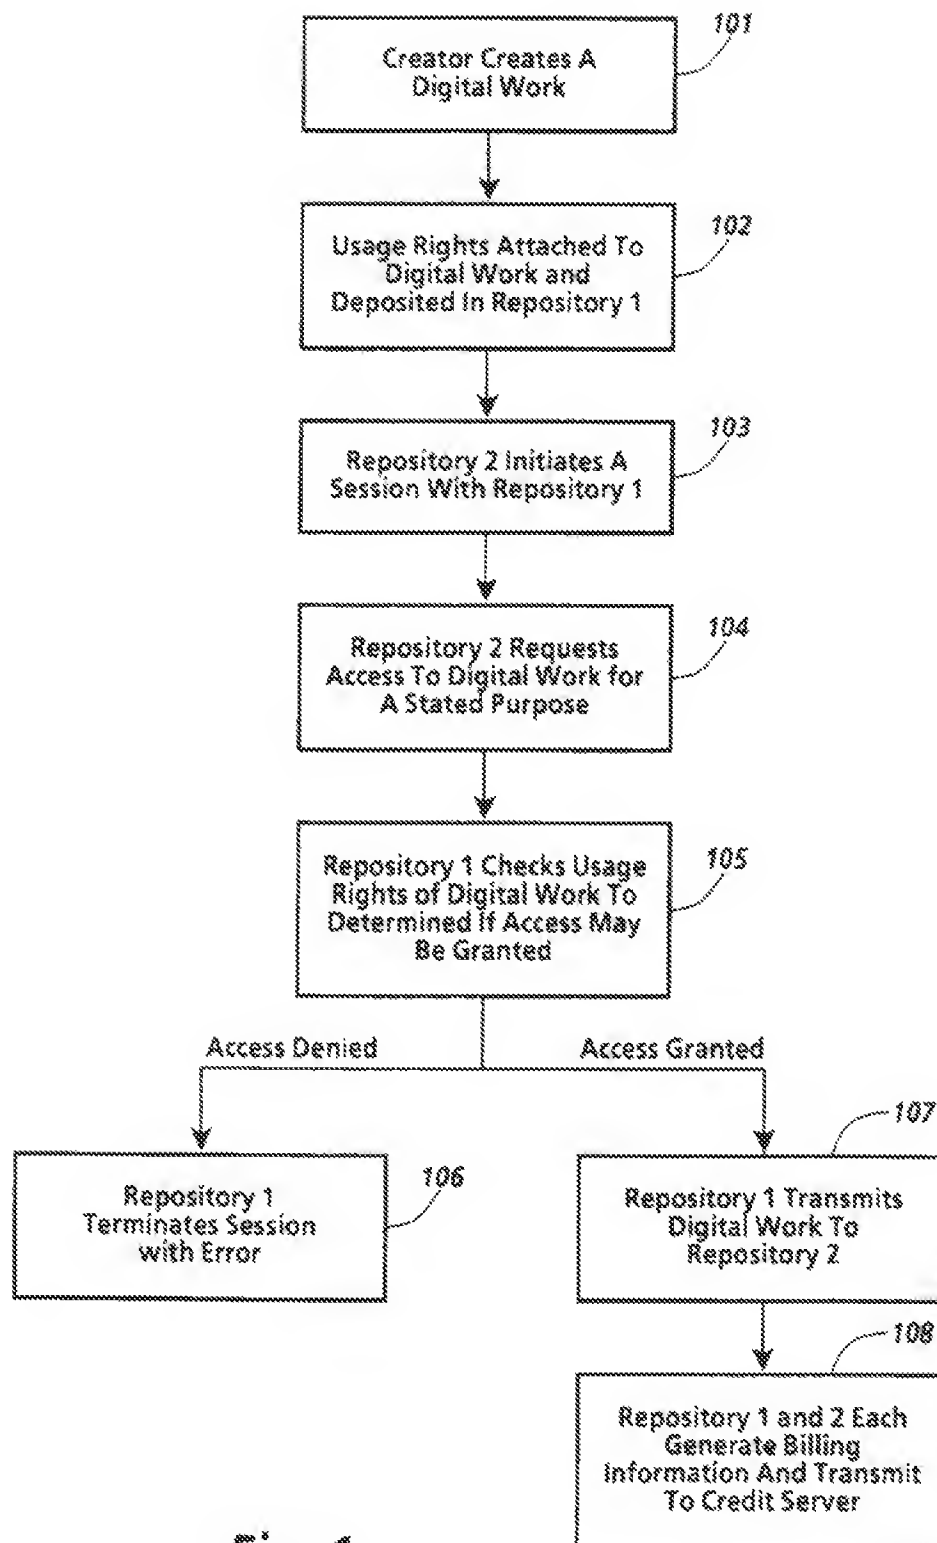 101
Creator Creates A
Digital Work
102
Usage Rights Attached To
Digital Work and
Deposited In Repository 1
103
Repository 2 Initiates A
Session With Repository 1
104
Repository 2 Requests
Access To Digital Work for
A Stated Purpose
105
Repository 1 Checks Usage
Rights of Digital Work To
Determined If Access May
Be Granted
Access Denied
Access Granted
106
Repository 1
Terminates Session
with Error
107
Repository 1 Transmits
Digital Work To
Repository 2
108
Repository 1 and 2 Each
Generate Billing
Information And Transmit
To Credit Server